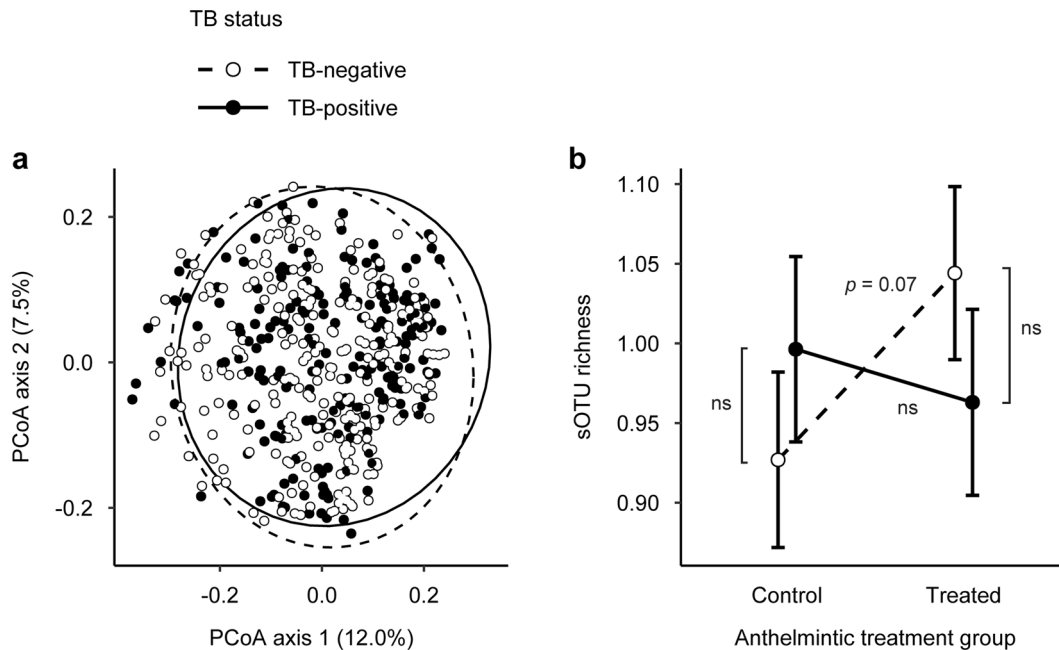 TB status
TB-negative
TB-positive
a
b
PCoA axis 2 (7.5%)
0.2
0.0
-0.2
-0.2
0.0
0.2
PCoA axis 1 (12.0%)
sOTU richness
1.10
1.05
1.00
0.95
0.90
p = 0.07
ns
ns
ns
Control
Treated
Anthelmintic treatment group